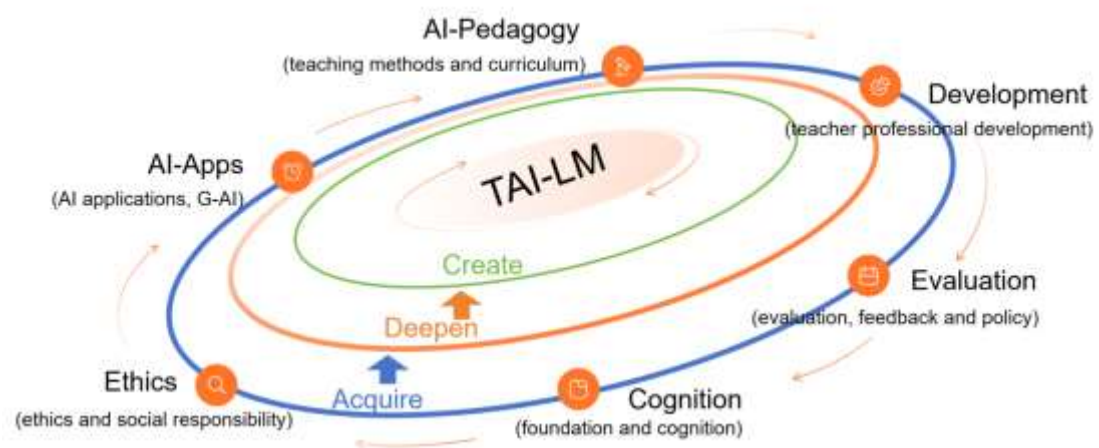 AI-Pedagogy
(teaching methods and curriculum)
Development
(teacher professional development)
AI-Apps
(AI applications, G-AI)
TAI-LM
Create
Evaluation
(evaluation, feedback and policy)
Deepen
Ethics
(ethics and social responsibility)
Acquire
Cognition
(foundation and cognition)